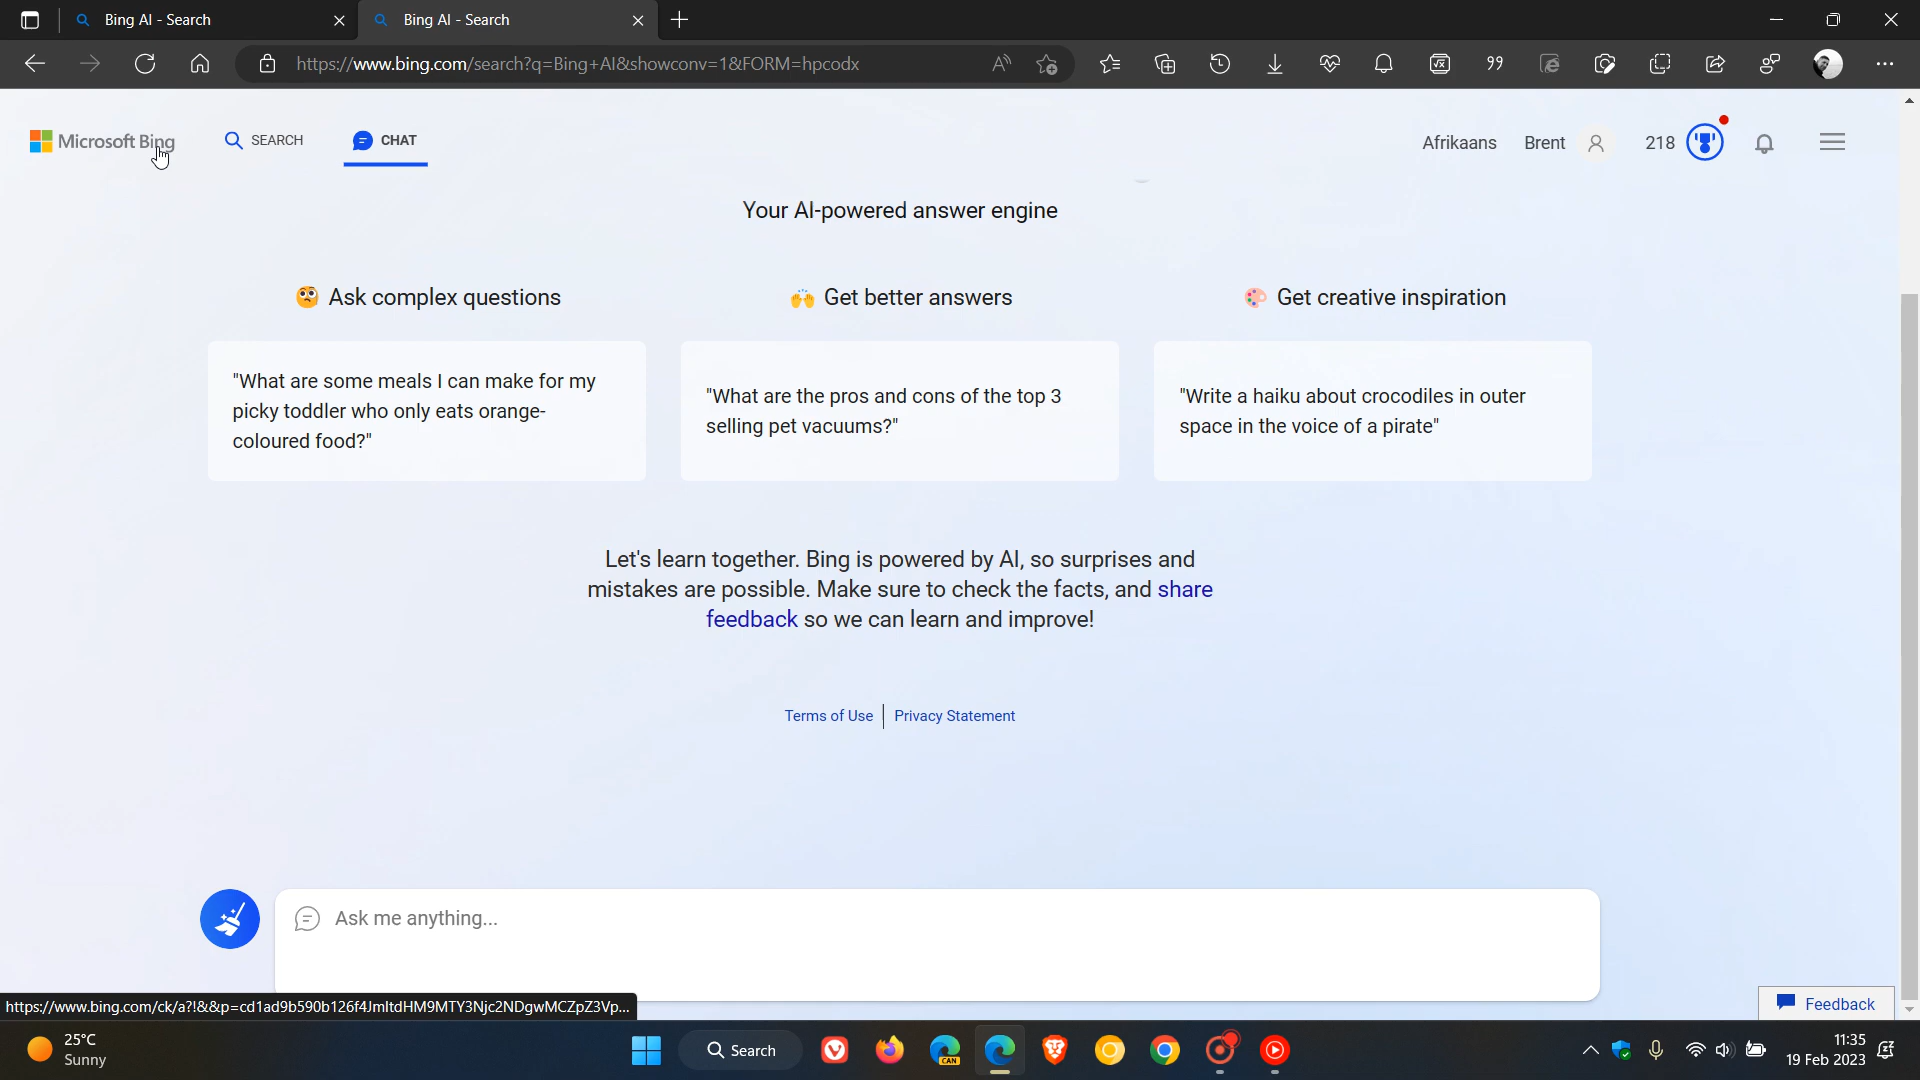 Bing AI - Search
Bing AI - Search
https://www.bing.com/search?q=Bing+AI&showconv=1&FORM=hpcodx
Microsoft Bing
SEARCH
CHAT
Afrikaans
Brent
218
Your AI-powered answer engine
Ask complex questions
"What are some meals I can make for my
picky toddler who only eats orange-
coloured food?"
Get better answers
"What are the pros and cons of the top 3
selling pet vacuums?"
Get creative inspiration
"Write a haiku about crocodiles in outer
space in the voice of a pirate"
Let's learn together. Bing is powered by AI, so surprises and
mistakes are possible. Make sure to check the facts, and share
feedback so we can learn and improve!
Terms of Use
Privacy Statement
Ask me anything...
https://www.bing.com/ck/a?!&&p=cd1ad9b590b126f4JmltdHM9MTY3Njc2NDgwMCZpZ3Vp...
Feedback
25°C
Sunny
Search
CAN
11:35
19 Feb 2023